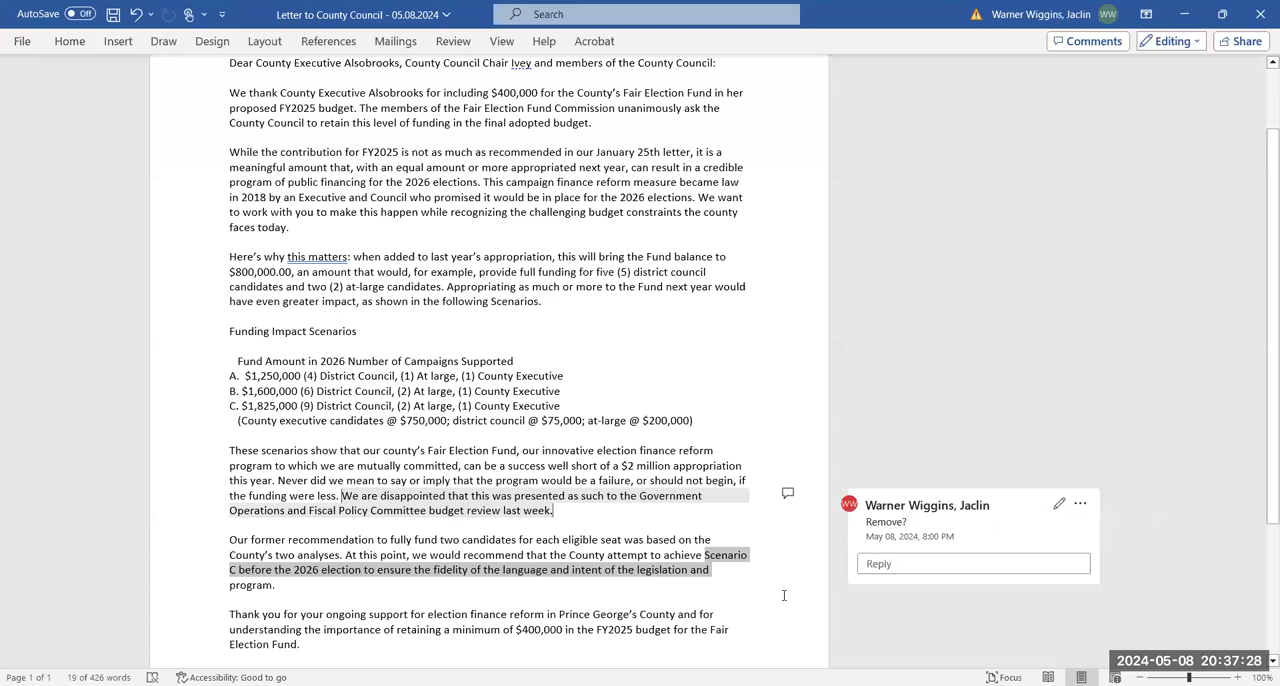 AutoSave Off Letter to County Council - 05.08.2024 Search Warner Wiggins, Jaclin WW
File Home Insert Draw Design Layout References Mailings Review View Help Acrobat Comments Editing Share
Dear County Executive Alsobrooks, County Council Chair Ivey and members of the County Council:
We thank County Executive Alsobrooks for including $400,000 for the County's Fair Election Fund in her
proposed FY2025 budget. The members of the Fair Election Fund Commission unanimously ask the
County Council to retain this level of funding in the final adopted budget.
While the contribution for FY2025 is not as much as recommended in our January 25th letter, it is a
meaningful amount that, with an equal amount or more appropriated next year, can result in a credible
program of public financing for the 2026 elections. This campaign finance reform measure became law
in 2018 by an Executive and Council who promised it would be in place for the 2026 elections. We want
to work with you to make this happen while recognizing the challenging budget constraints the county
faces today.
Here's why this matters: when added to last year's appropriation, this will bring the Fund balance to
$800,000.00, an amount that would, for example, provide full funding for five (5) district council
candidates and two (2) at-large candidates. Appropriating as much or more to the Fund next year would
have even greater impact, as shown in the following Scenarios.
Funding Impact Scenarios
Fund Amount in 2026 Number of Campaigns Supported
A. $1,250,000 (4) District Council, (1) At large, (1) County Executive
B. $1,600,000 (6) District Council, (2) At large, (1) County Executive
C. $1,825,000 (9) District Council, (2) At large, (1) County Executive
(County executive candidates @ $750,000; district council @ $75,000; at-large @ $200,000)
These scenarios show that our county's Fair Election Fund, our innovative election finance reform
program to which we are mutually committed, can be a success well short of a $2 million appropriation
this year. Never did we mean to say or imply that the program would be a failure, or should not begin, if
the funding were less. We are disappointed that this was presented as such to the Government
Operations and Fiscal Policy Committee budget review last week.
WW Warner Wiggins, Jaclin
Remove?
May 08, 2024, 8:00 PM
Reply
Our former recommendation to fully fund two candidates for each eligible seat was based on the
County's two analyses. At this point, we would recommend that the County attempt to achieve Scenario
C before the 2026 election to ensure the fidelity of the language and intent of the legislation and
program.
Thank you for your ongoing support for election finance reform in Prince George's County and for
understanding the importance of retaining a minimum of $400,000 in the FY2025 budget for the Fair
Election Fund.
2024-05-08 20:37:28
Page 1 of 1 19 of 426 words Accessibility: Good to go Focus 100%